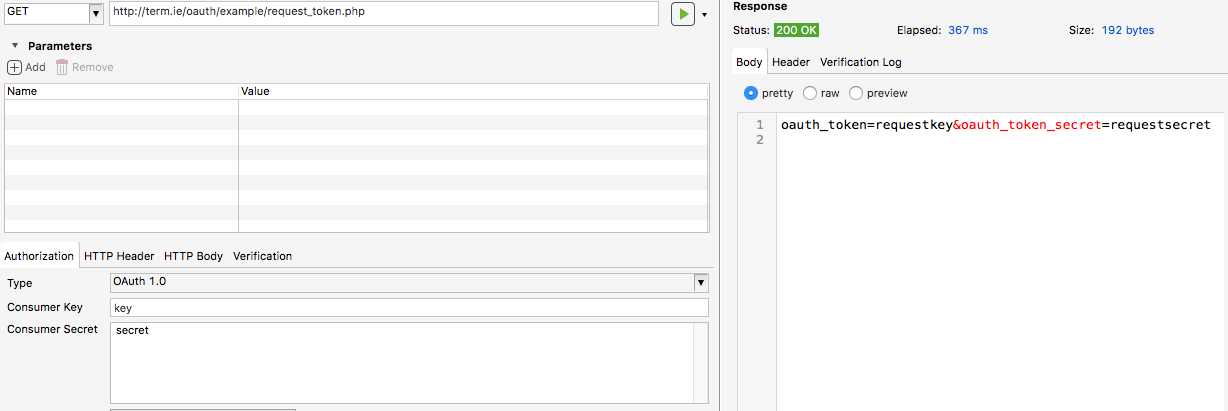 GET http://term.ie/oauth/example/request_token.php
Parameters
Add Remove
Name Value
Authorization HTTP Header HTTP Body Verification
Type OAuth 1.0
Consumer Key key
Consumer Secret secret
Response
Status: 200 OK Elapsed: 367 ms Size: 192 bytes
Body Header Verification Log
pretty raw preview
1 oauth_token=requestkey&oauth_token_secret=requestsecret
2